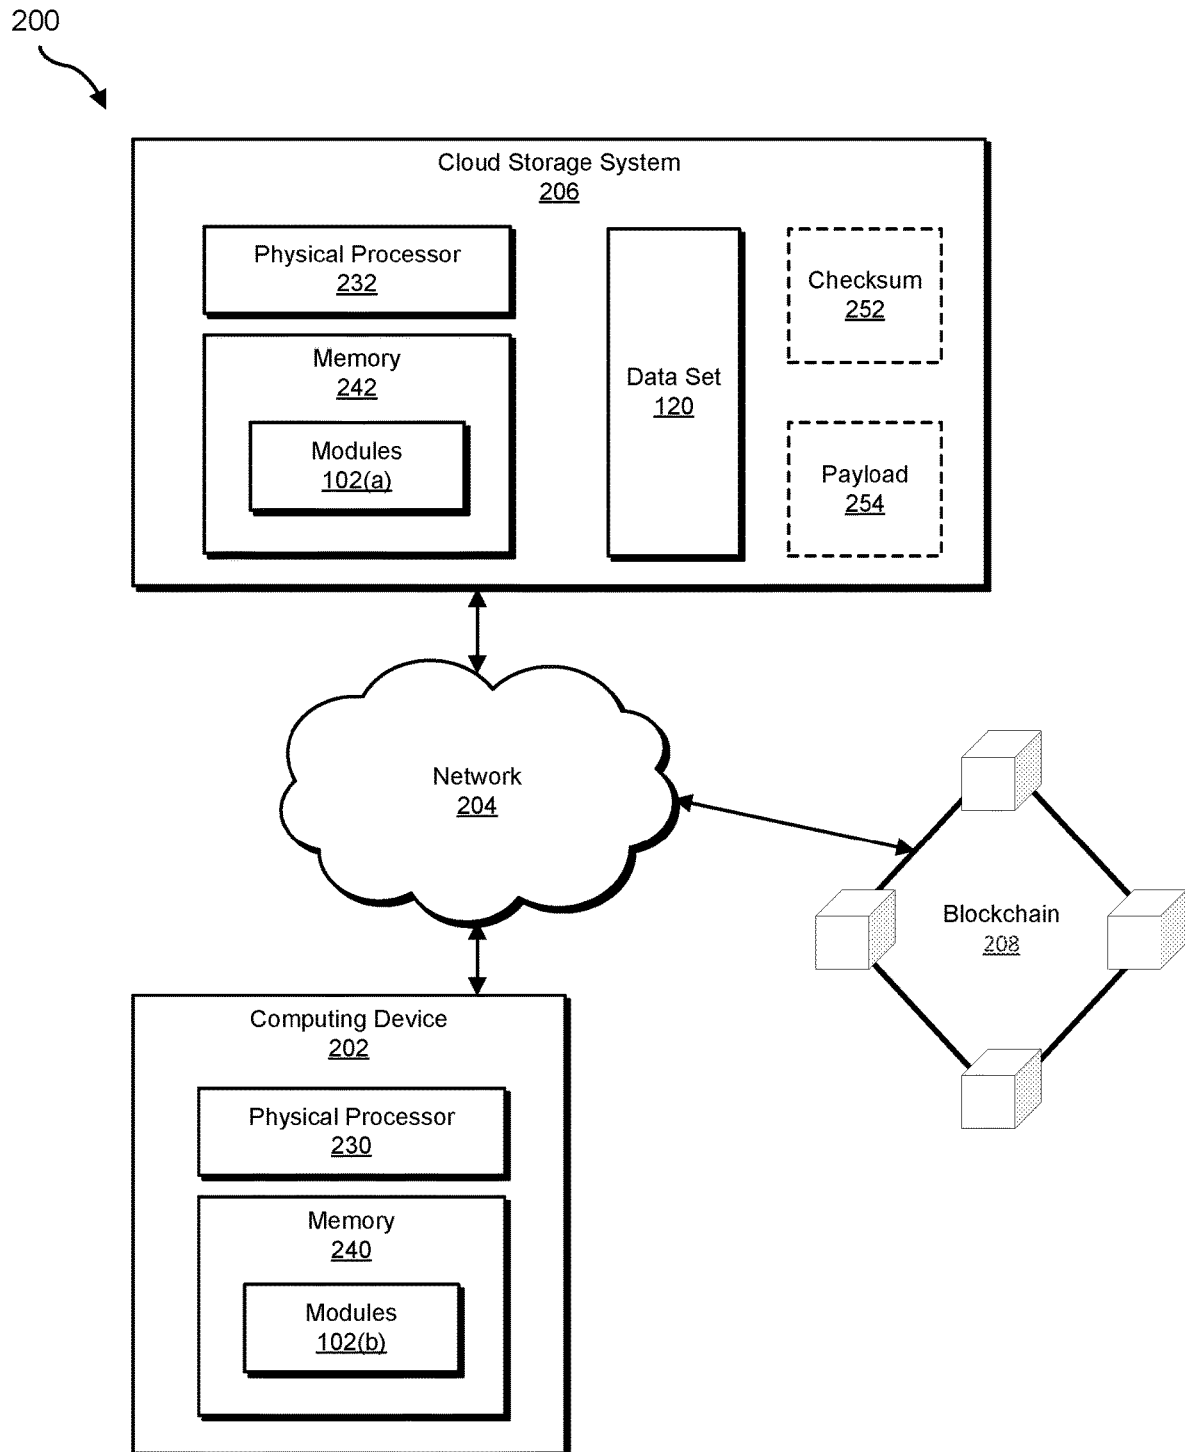 200
Cloud Storage System
206
Physical Processor
232
Memory
242
Modules
102(a)
Data Set
120
Checksum
252
Payload
254
Network
204
Blockchain
208
Computing Device
202
Physical Processor
230
Memory
240
Modules
102(b)